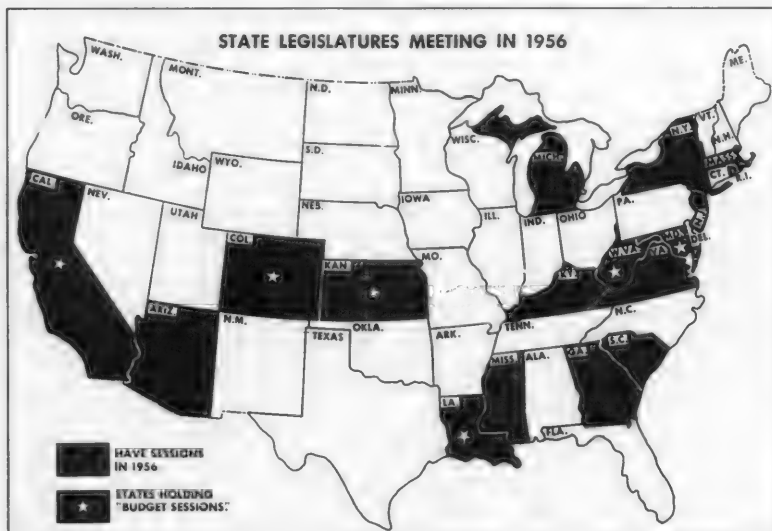 STATE LEGISLATURES MEETING IN 1956
WASH.
MONT.
N.D.
MINN.
ME.
ORE.
IDAHO
WYO.
S.D.
WISC.
MICH.
N.Y.
VT.
N.H.
MASS.
CT.
R.I.
CAL.
NEV.
UTAH
NEB.
IOWA
ILL.
IND.
OHIO
PA.
N.J.
COL.
KAN.
MO.
KY.
W.VA.
VA.
MD.
DEL.
ARIZ.
N.M.
TEXAS
OKLA.
ARK.
TENN.
N.C.
S.C.
MISS.
ALA.
GA.
LA.
FLA.
HAVE SESSIONS
IN 1956
STATES HOLDING
"BUDGET SESSIONS."